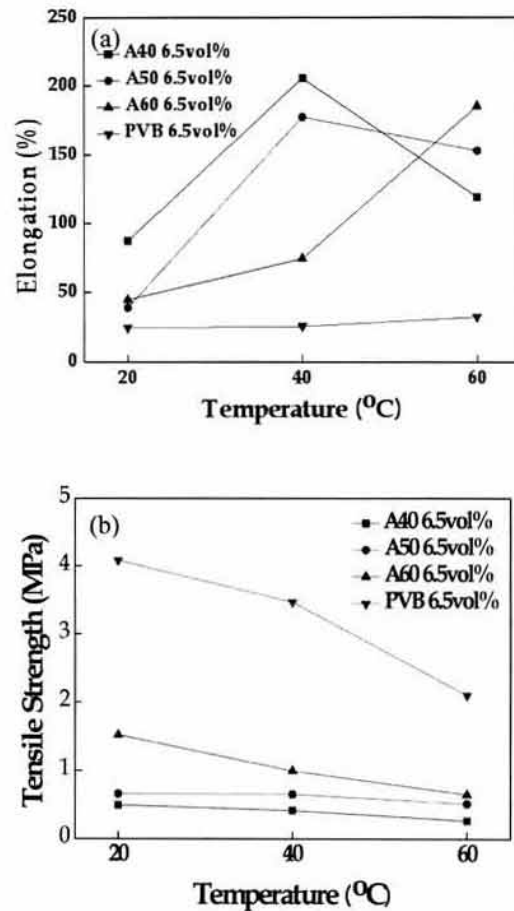 (a)
A40 6.5vol%
A50 6.5vol%
A60 6.5vol%
PVB 6.5vol%
250
200
150
100
50
0
Elongation (%)
20 40 60
Temperature (°C)
(b)
A40 6.5vol%
A50 6.5vol%
A60 6.5vol%
PVB 6.5vol%
5
4
3
2
1
0
Tensile Strength (MPa)
20 40 60
Temperature (°C)